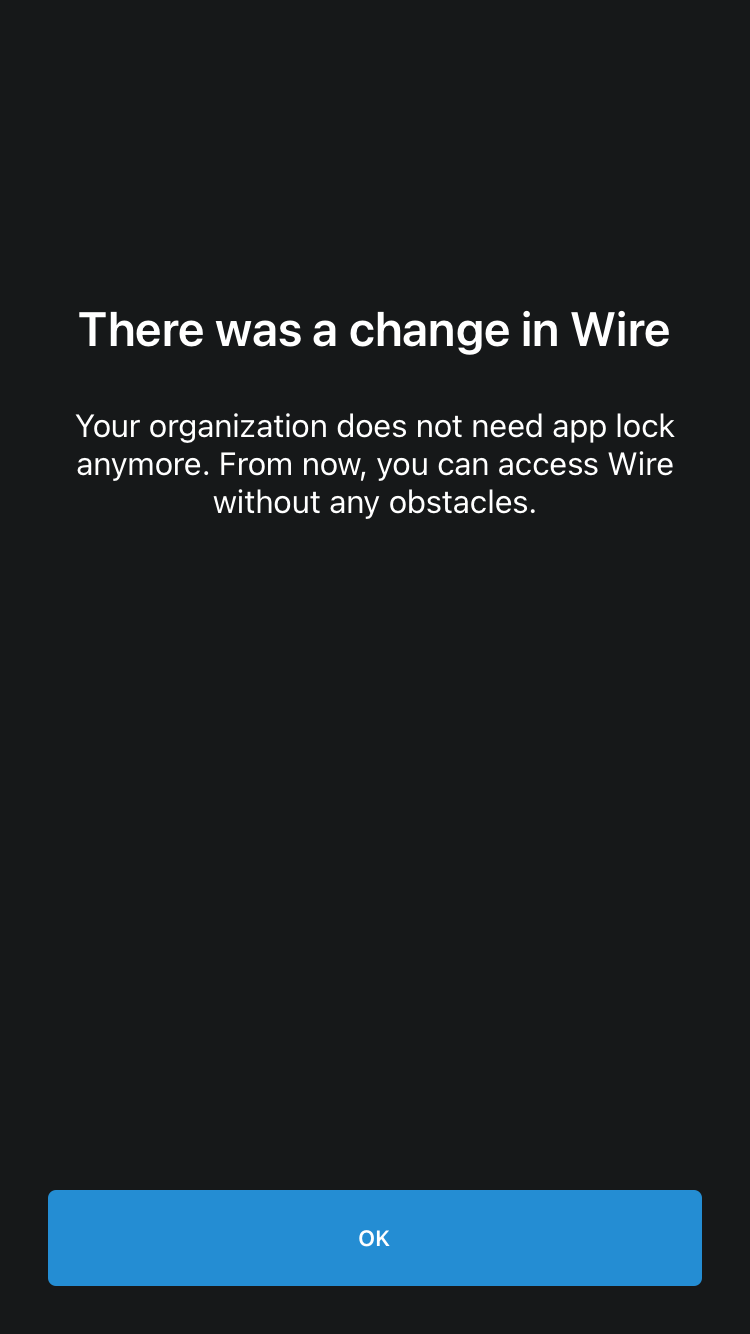 There was a change in Wire
Your organization does not need app lock
anymore. From now, you can access Wire
without any obstacles.
OK